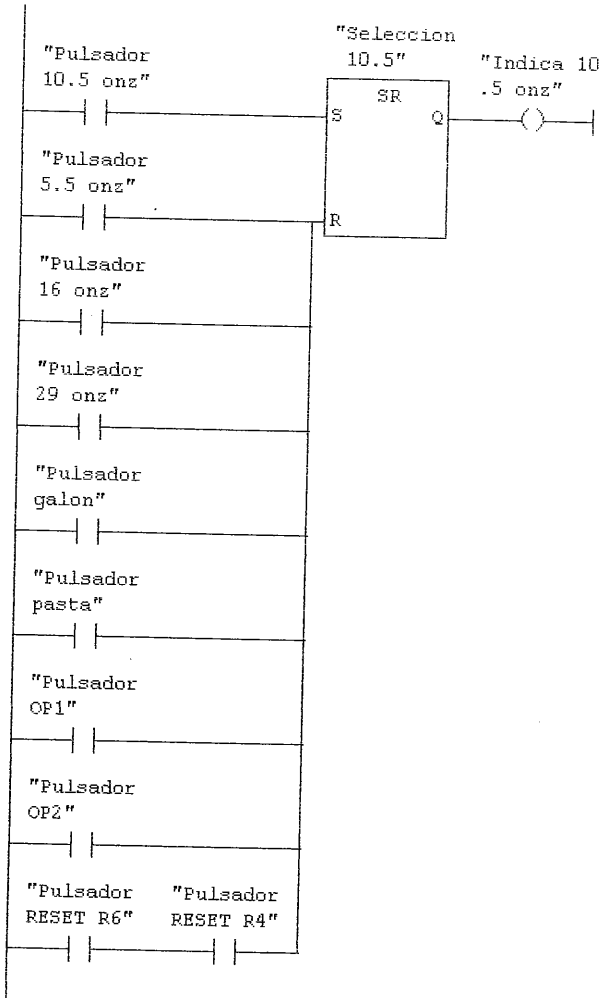 "Seleccion
10.5"
"Pulsador
10.5 onz"
"Indica 10
.5 onz"
SR
S
Q
"Pulsador
5.5 onz"
R
"Pulsador
16 onz"
"Pulsador
29 onz"
"Pulsador
galon"
"Pulsador
pasta"
"Pulsador
OP1"
"Pulsador
OP2"
"Pulsador
RESET R6"
"Pulsador
RESET R4"